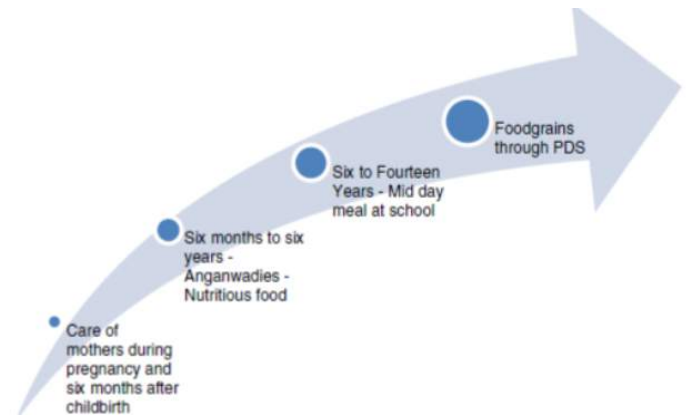 Care of
mothers during
pregnancy and
six months after
childbirth
Six months to six
years -
Anganwadies -
Nutritious food
Six to Fourteen
Years - Mid day
meal at school
Foodgrains
through PDS